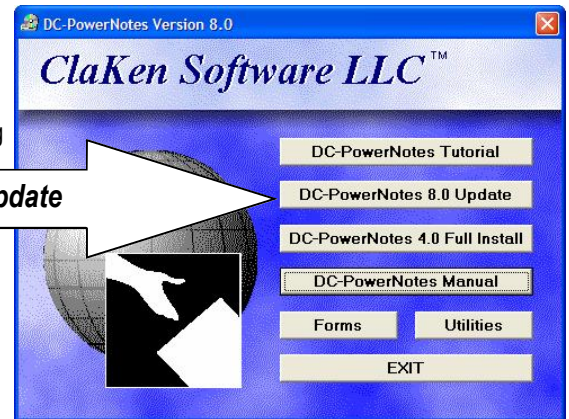 DC-PowerNotes Version 8.0
ClaKen Software LLC™
DC-PowerNotes Tutorial
DC-PowerNotes 8.0 Update
DC-PowerNotes 4.0 Full Install
DC-PowerNotes Manual
Forms Utilities
EXIT